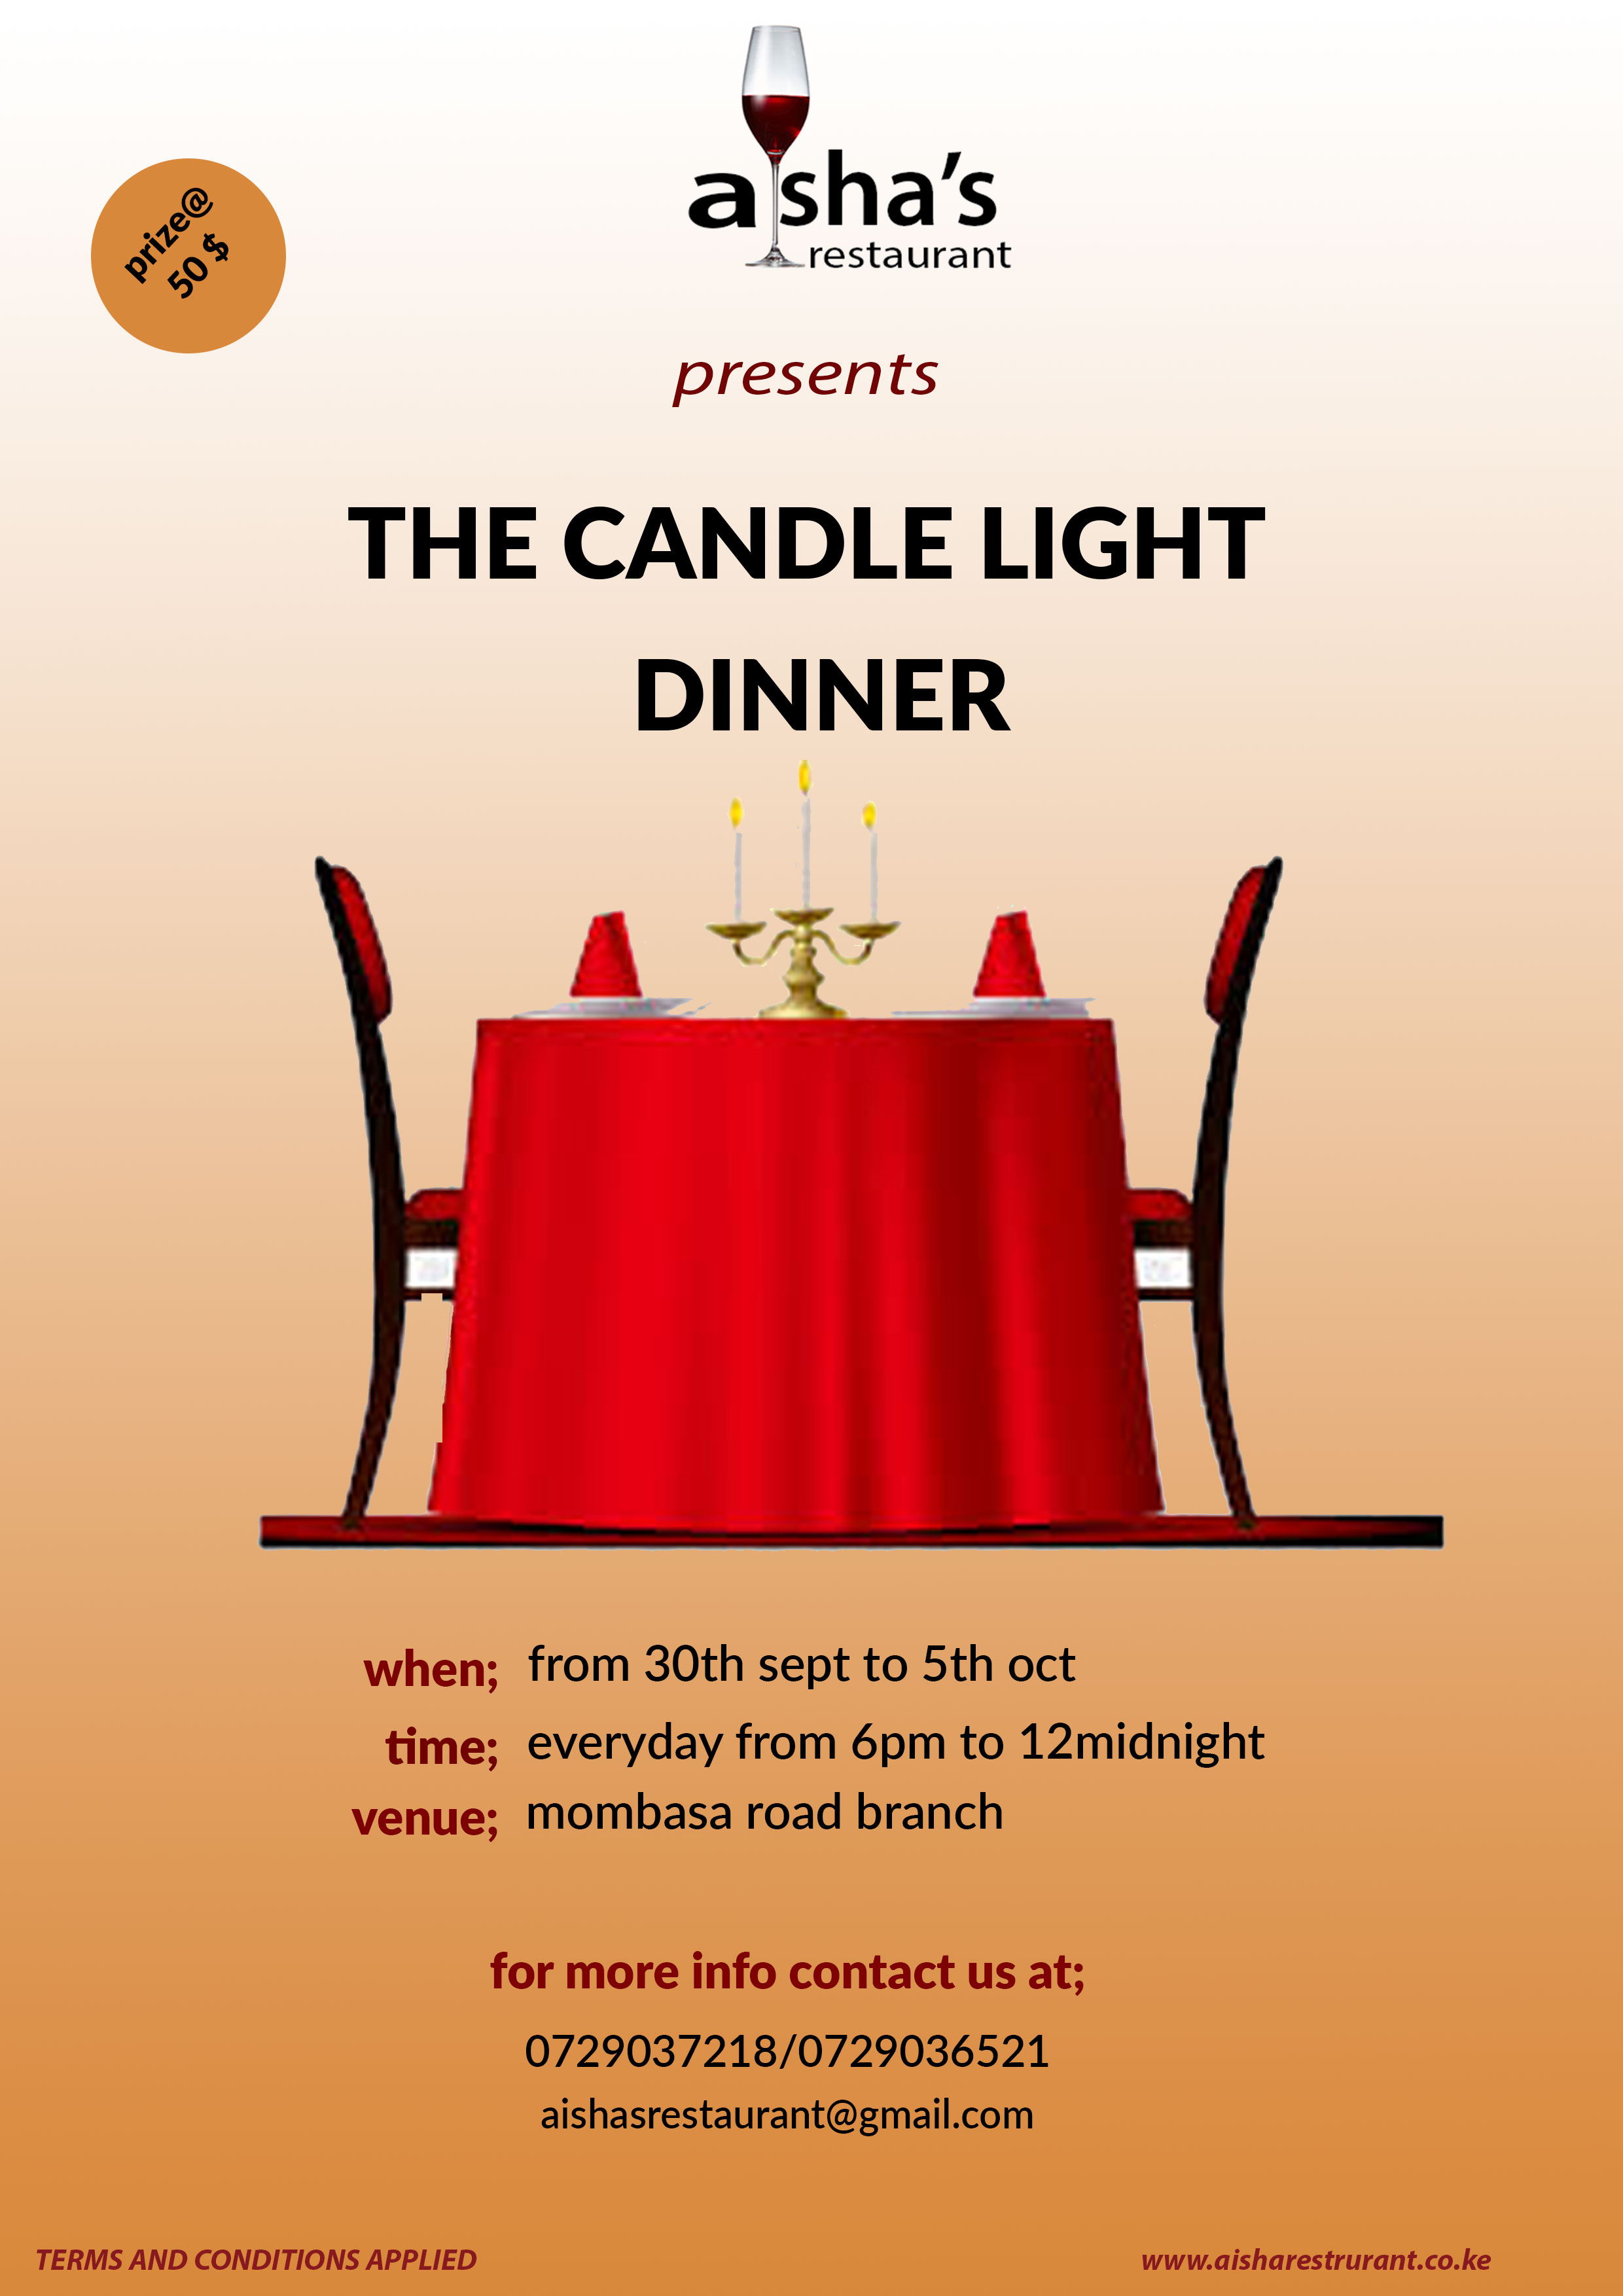 aisha's
restaurant
prize@
50 $
presents
THE CANDLE LIGHT
DINNER
when; from 30th sept to 5th oct
time; everyday from 6pm to 12midnight
venue; mombasa road branch
for more info contact us at;
0729037218/0729036521
aishasrestaurant@gmail.com
TERMS AND CONDITIONS APPLIED
www.aisharestrurant.co.ke